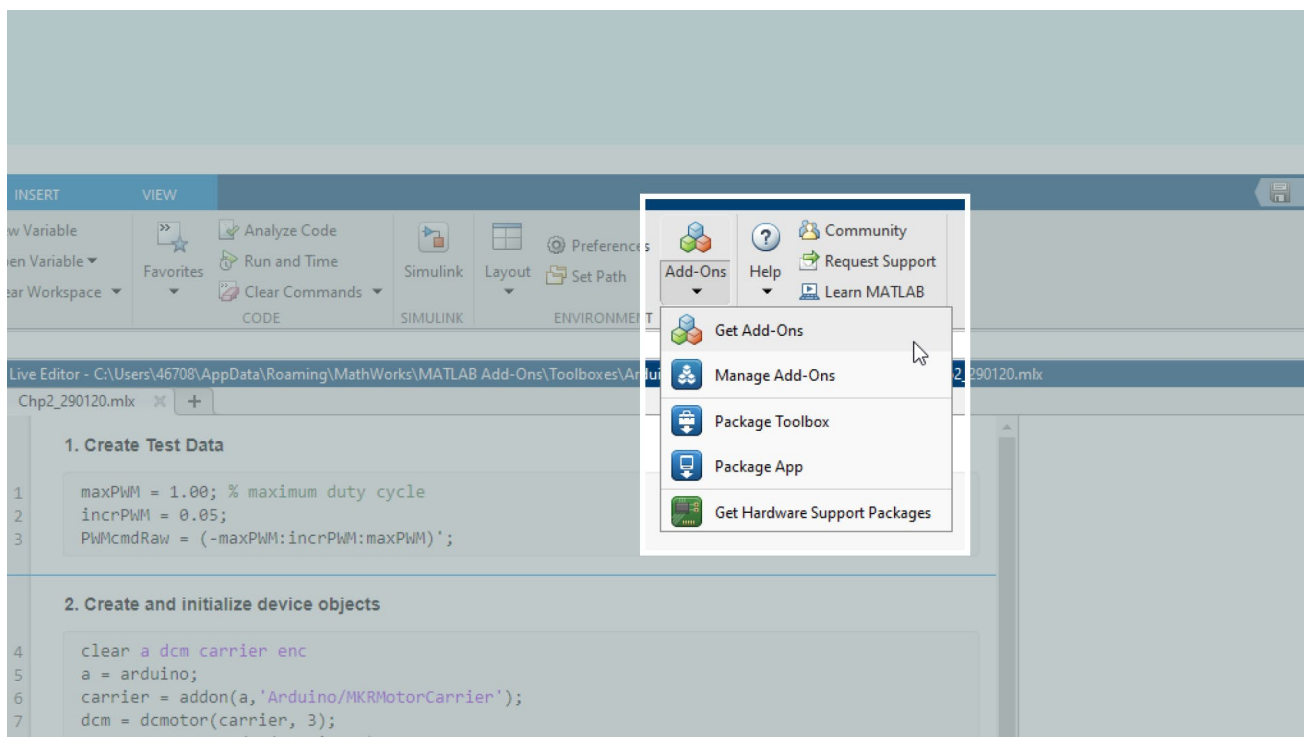 INSERT VIEW
w Variable
en Variable
ear Workspace
Favorites
Analyze Code
Run and Time
Clear Commands
CODE
Simulink
SIMULINK
Layout
Preferences
Set Path
ENVIRONMENT
Add-Ons
Help
Community
Request Support
Learn MATLAB
Get Add-Ons
Manage Add-Ons
Package Toolbox
Package App
Get Hardware Support Packages
Live Editor - C:\Users\46708\AppData\Roaming\MathWorks\MATLAB Add-Ons\Toolboxes\Ardui 2_290120.mlx
Chp2_290120.mlx × +
1. Create Test Data
1 maxPWM = 1.00; % maximum duty cycle
2 incrPWM = 0.05;
3 PWMcmdRaw = (-maxPWM:incrPWM:maxPWM)';
2. Create and initialize device objects
4 clear a dcm carrier enc
5 a = arduino;
6 carrier = addon(a,'Arduino/MKRMotorCarrier');
7 dcm = dcmotor(carrier, 3);